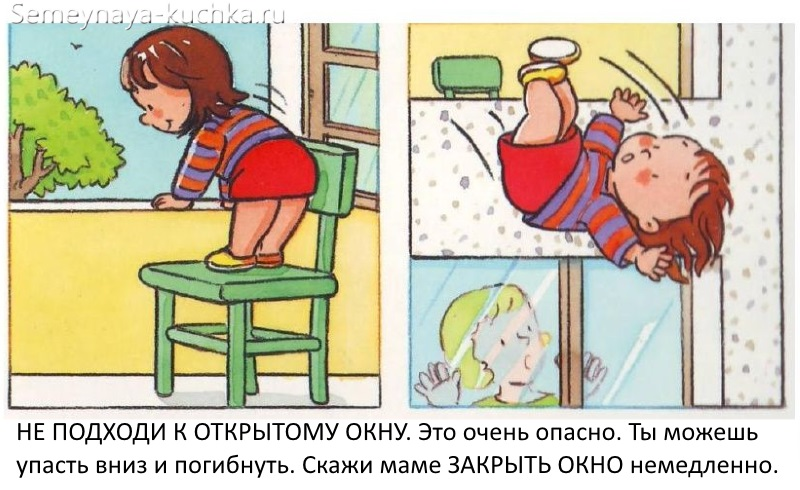 Semeynaya-kuchka.ru
НЕ ПОДХОДИ К ОТКРЫТОМУ ОКНУ. Это очень опасно. Ты можешь
упасть вниз и погибнуть. Скажи маме ЗАКРЫТЬ ОКНО немедленно.